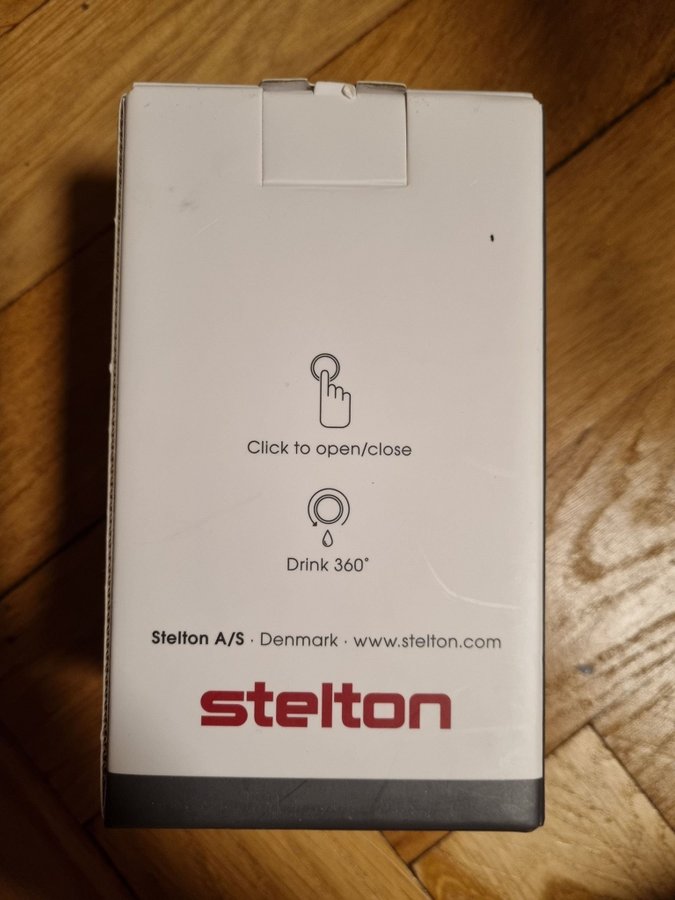 Click to open/close
Drink 360°
Stelton A/S · Denmark · www.stelton.com
stelton